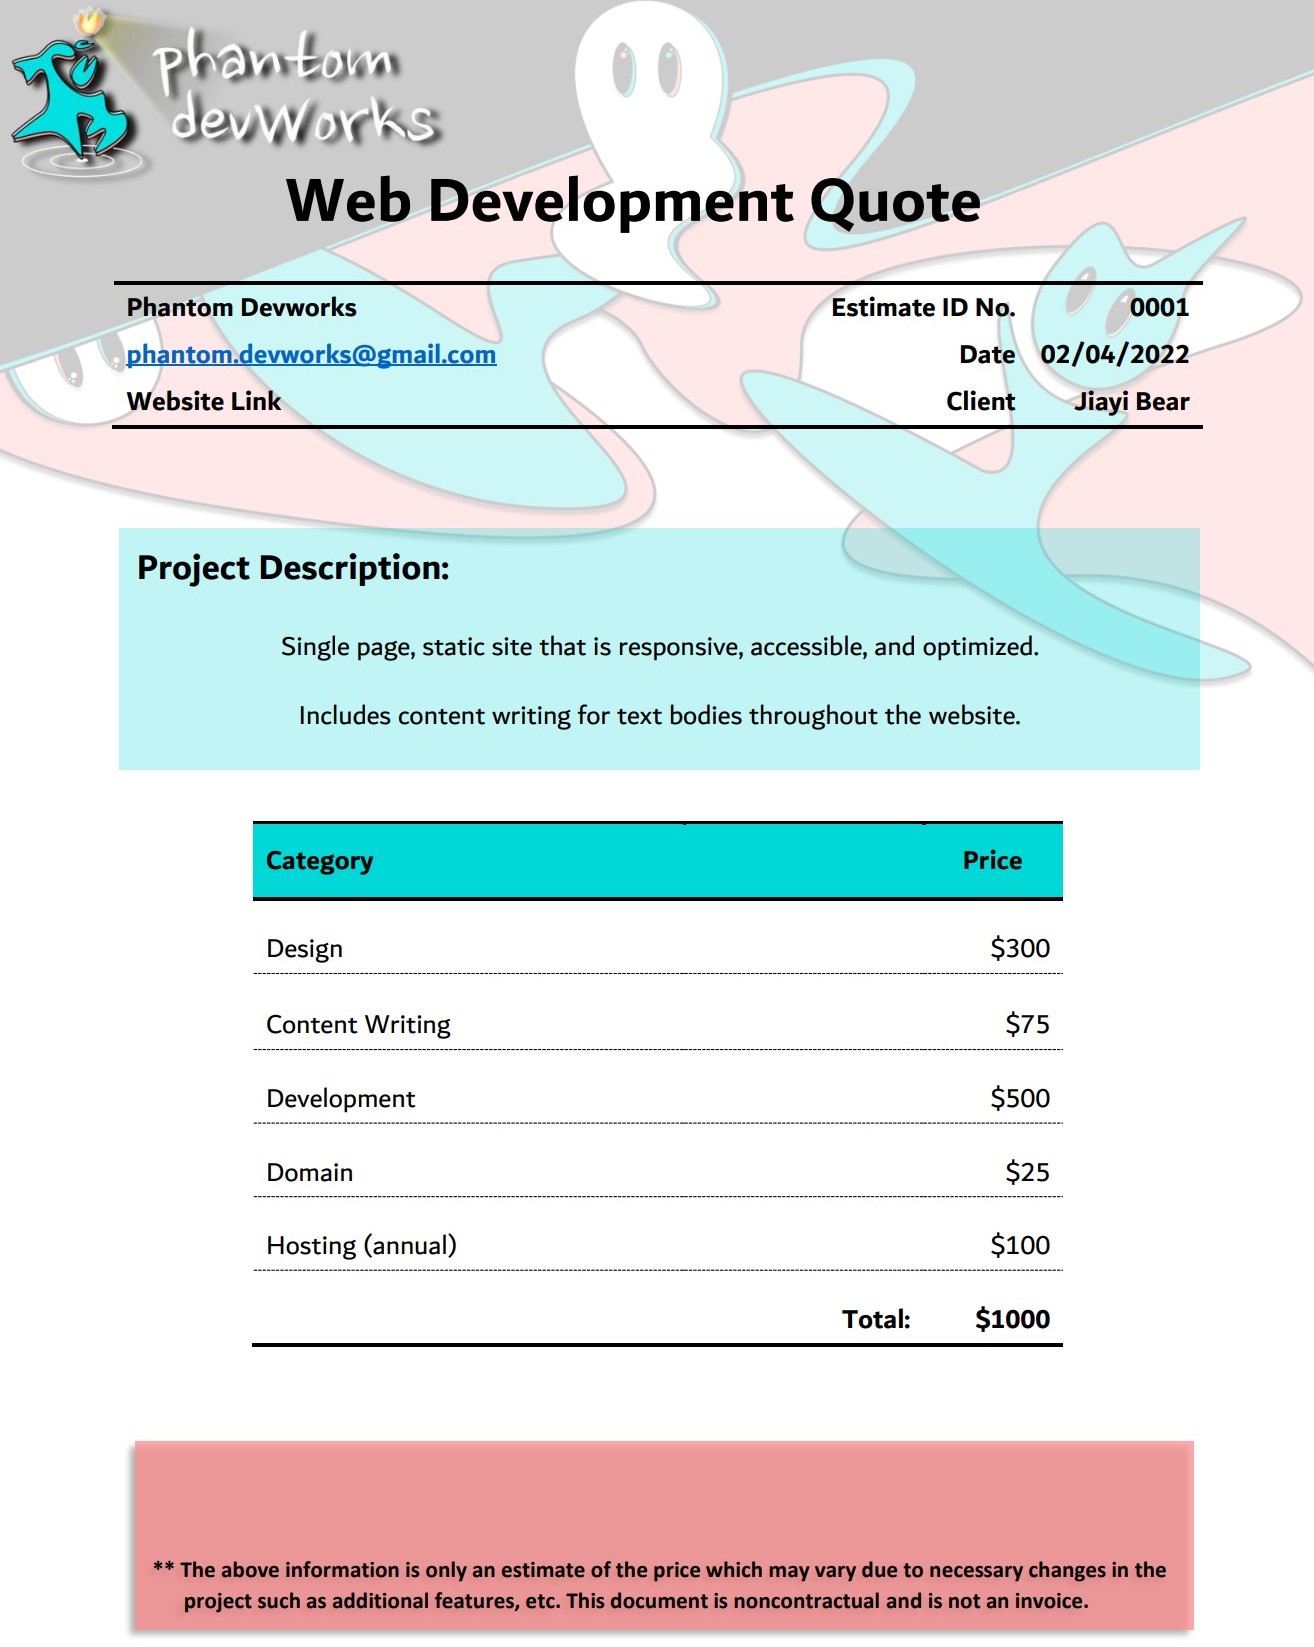 phantom
devWorks
Web Development Quote
Phantom Devworks Estimate ID No. 0001
phantom.devworks@gmail.com Date 02/04/2022
Website Link Client Jiayi Bear
Project Description:
Single page, static site that is responsive, accessible, and optimized.
Includes content writing for text bodies throughout the website.
Category Price
Design $300
Content Writing $75
Development $500
Domain $25
Hosting (annual) $100
Total: $1000
** The above information is only an estimate of the price which may vary due to necessary changes in the
project such as additional features, etc. This document is noncontractual and is not an invoice.